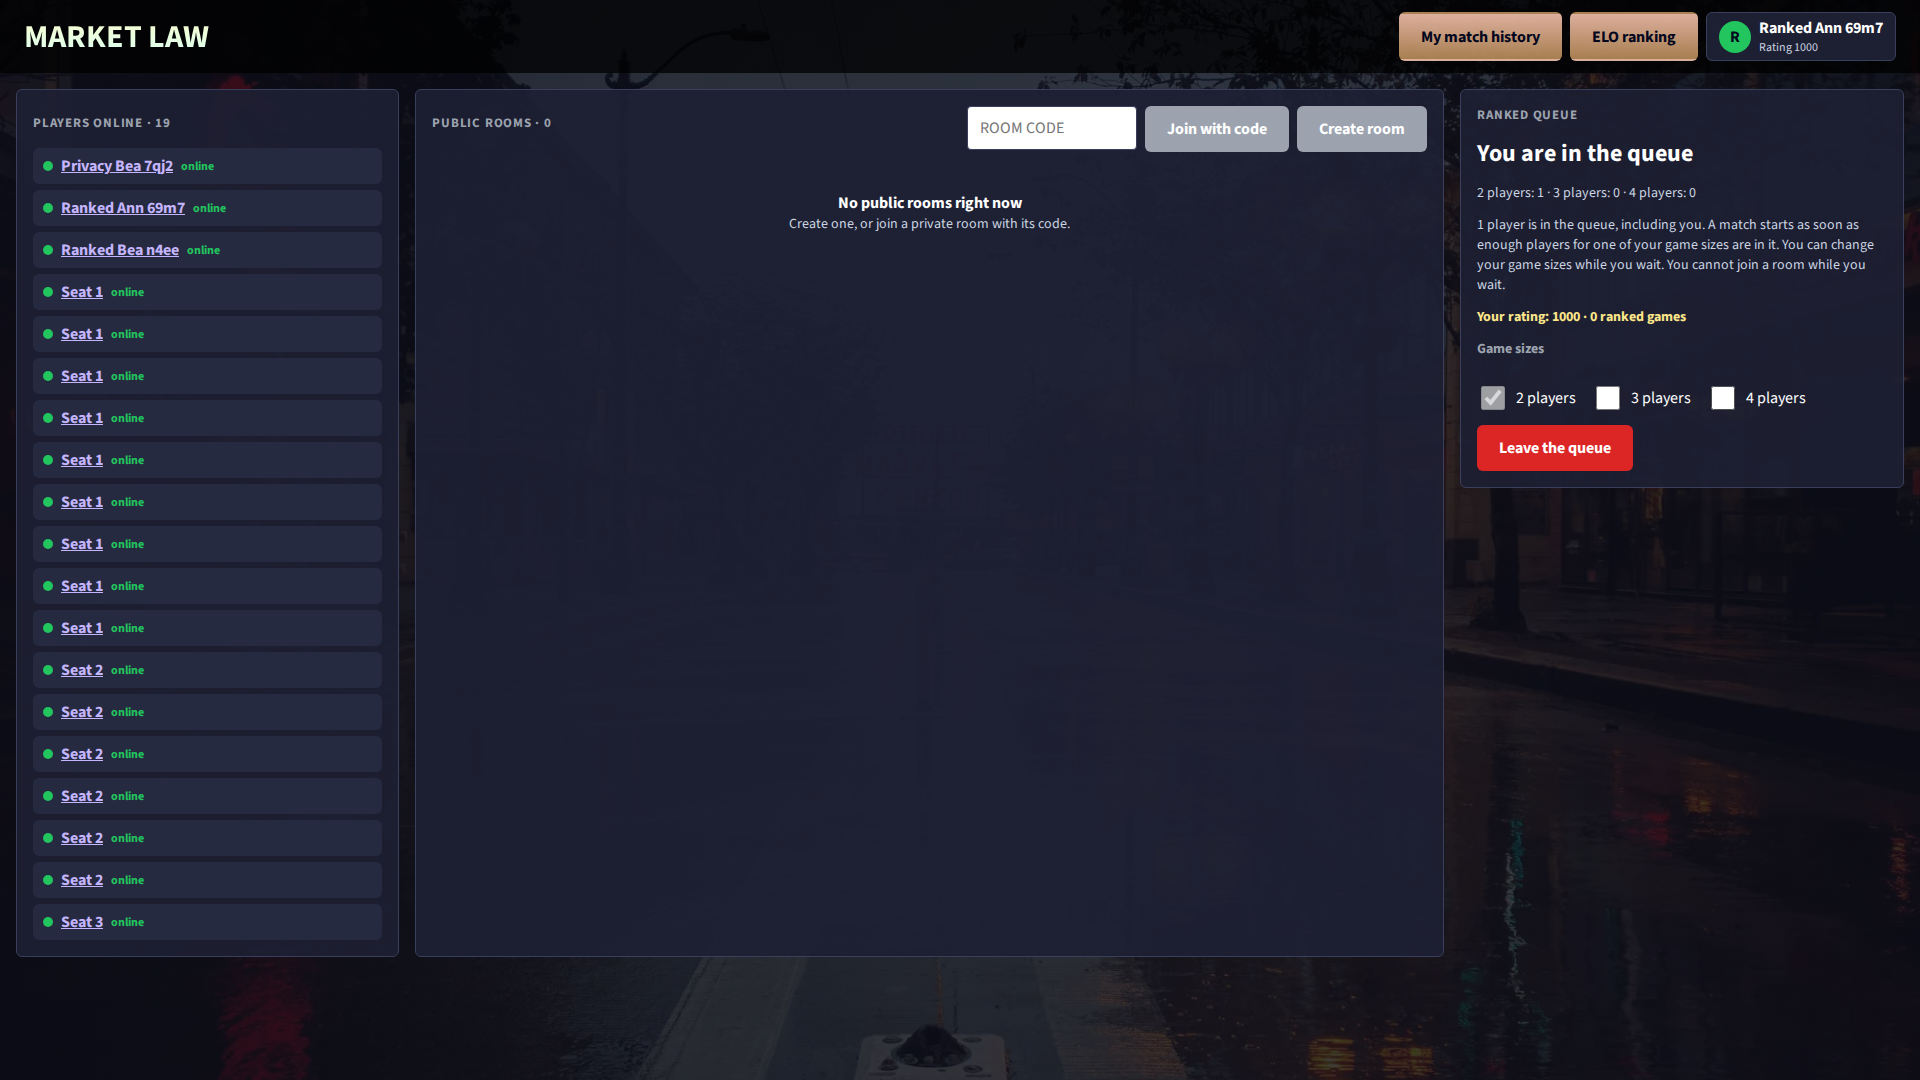 MARKET LAW
My match history
ELO ranking
R
Ranked Ann 69m7
Rating 1000
PLAYERS ONLINE · 19
Privacy Bea 7qj2 online
Ranked Ann 69m7 online
Ranked Bea n4ee online
Seat 1 online
Seat 1 online
Seat 1 online
Seat 1 online
Seat 1 online
Seat 1 online
Seat 1 online
Seat 1 online
Seat 1 online
Seat 2 online
Seat 2 online
Seat 2 online
Seat 2 online
Seat 2 online
Seat 2 online
Seat 3 online
PUBLIC ROOMS · 0
ROOM CODE
Join with code
Create room
No public rooms right now
Create one, or join a private room with its code.
RANKED QUEUE
You are in the queue
2 players: 1 · 3 players: 0 · 4 players: 0
1 player is in the queue, including you. A match starts as soon as
enough players for one of your game sizes are in it. You can change
your game sizes while you wait. You cannot join a room while you
wait.
Your rating: 1000 · 0 ranked games
Game sizes
2 players
3 players
4 players
Leave the queue